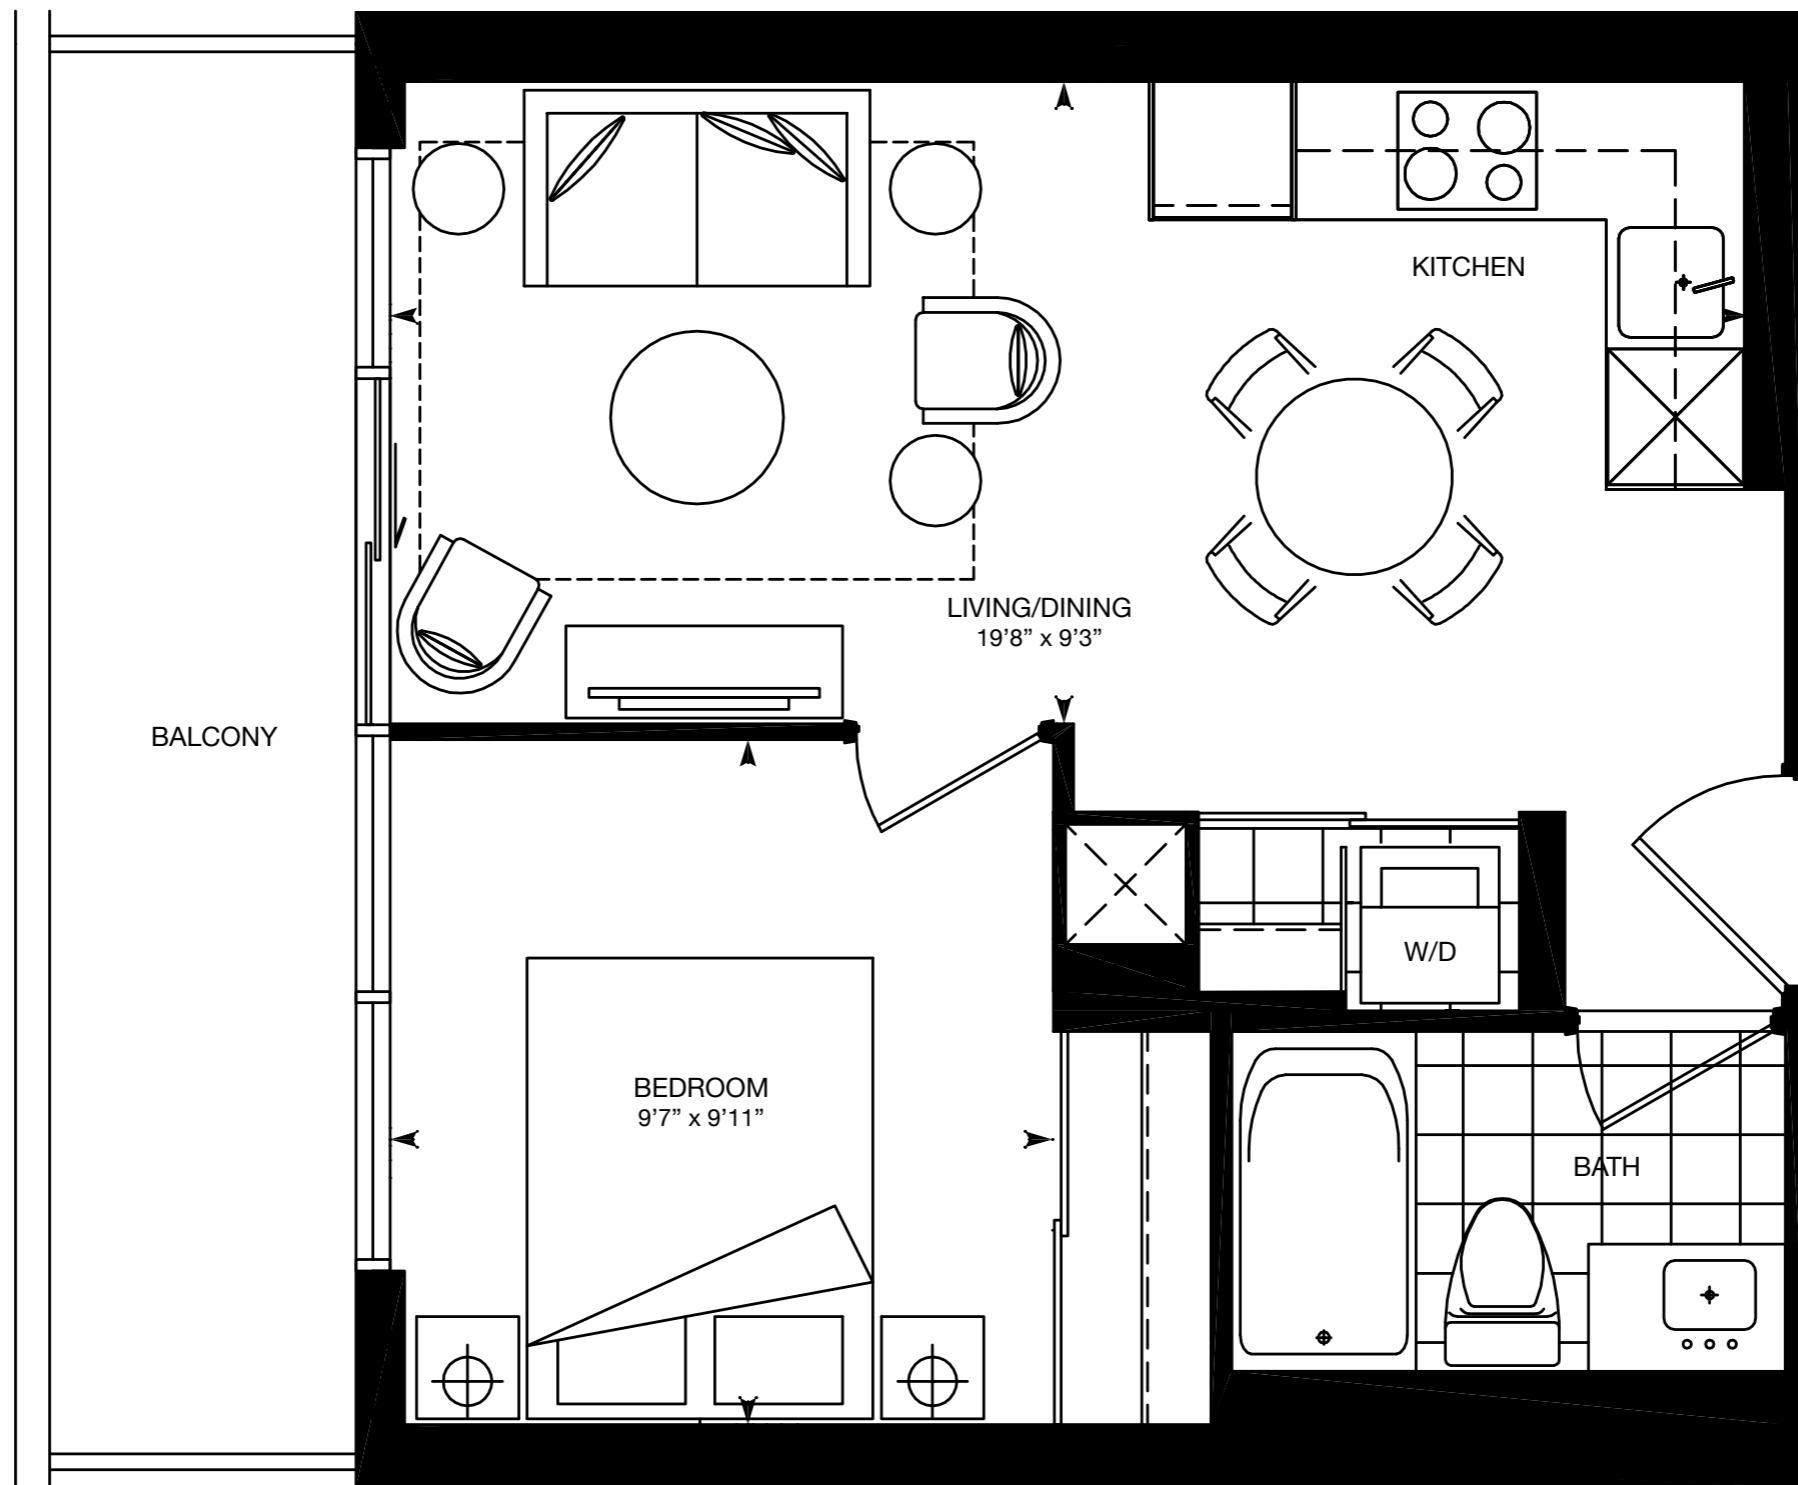 KITCHEN
LIVING/DINING
19’8” x 9’3”
BALCONY
W/D
BEDROOM
9’7” x 9’11”
BATH